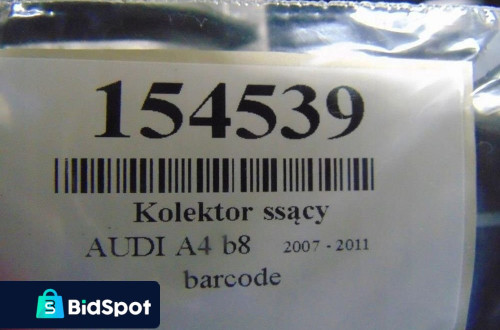 154539
Kolektor ssący
AUDI A4 b8 2007 - 2011
barcode
BidSpot